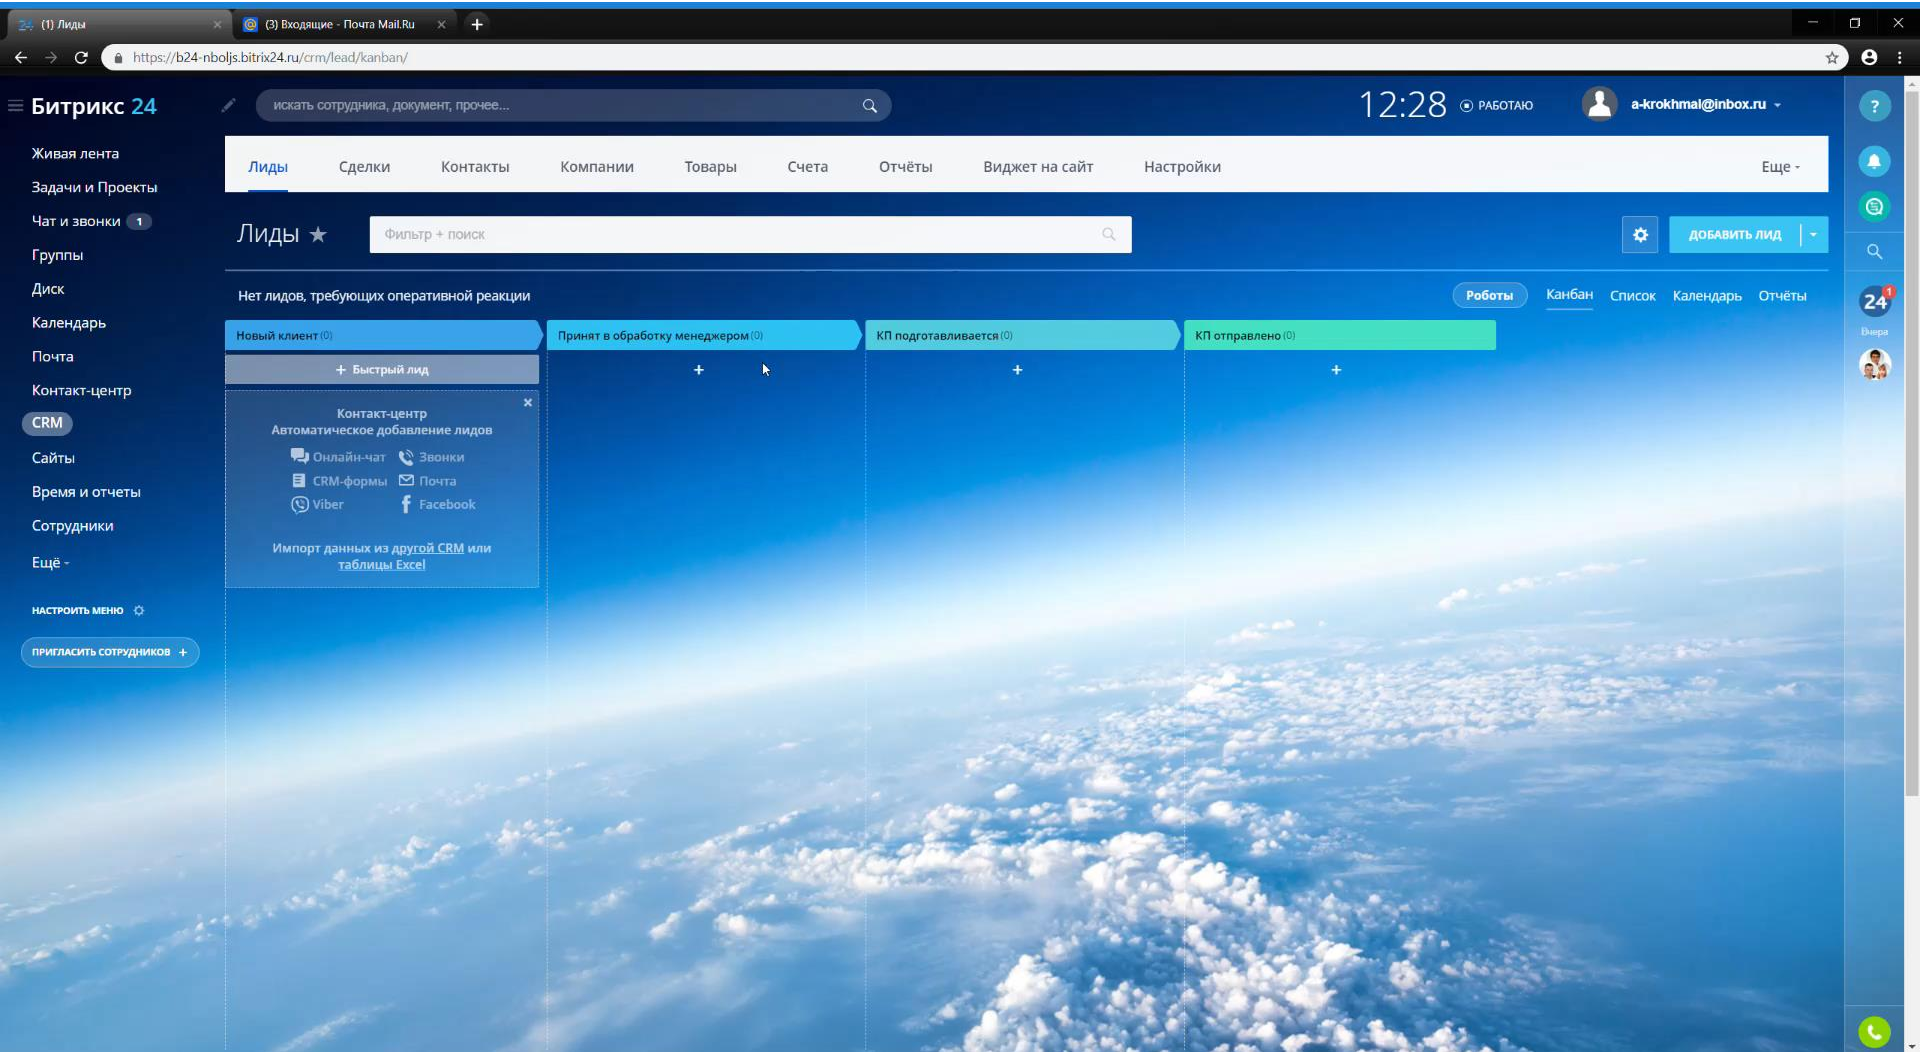 (1) Лиды
(3) Входящие - Почта Mail.Ru
https://b24-nboljs.bitrix24.ru/crm/lead/kanban/
Битрикс 24
искать сотрудника, документ, прочее...
12:28
РАБОТАЮ
a-krokhmal@inbox.ru
Живая лента
Задачи и Проекты
Чат и звонки 1
Группы
Диск
Календарь
Почта
Контакт-центр
CRM
Сайты
Время и отчеты
Сотрудники
Ещё
НАСТРОИТЬ МЕНЮ
ПРИГЛАСИТЬ СОТРУДНИКОВ +
Лиды
Сделки
Контакты
Компании
Товары
Счета
Отчёты
Виджет на сайт
Настройки
Еще
Лиды
Фильтр + поиск
ДОБАВИТЬ ЛИД
Нет лидов, требующих оперативной реакции
Роботы
Канбан
Список
Календарь
Отчёты
Новый клиент (0)
Принят в обработку менеджером (0)
КП подготавливается (0)
КП отправлено (0)
+ Быстрый лид
+
+
+
Контакт-центр
Автоматическое добавление лидов
Онлайн-чат
Звонки
CRM-формы
Почта
Viber
Facebook
Импорт данных из другой CRM или
таблицы Excel
?
24
1
Вчера